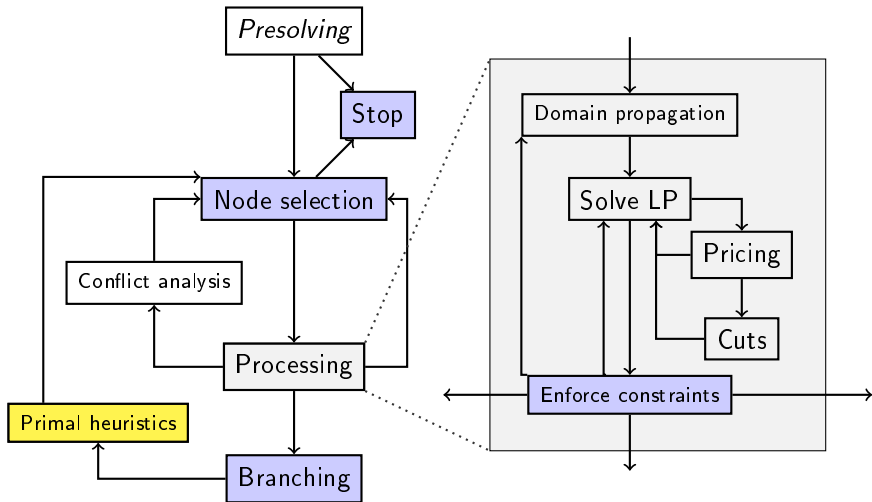 Presolving
Stop
Node selection
Conflict analysis
Processing
Primal heuristics
Branching
Domain propagation
Solve LP
Pricing
Cuts
Enforce constraints